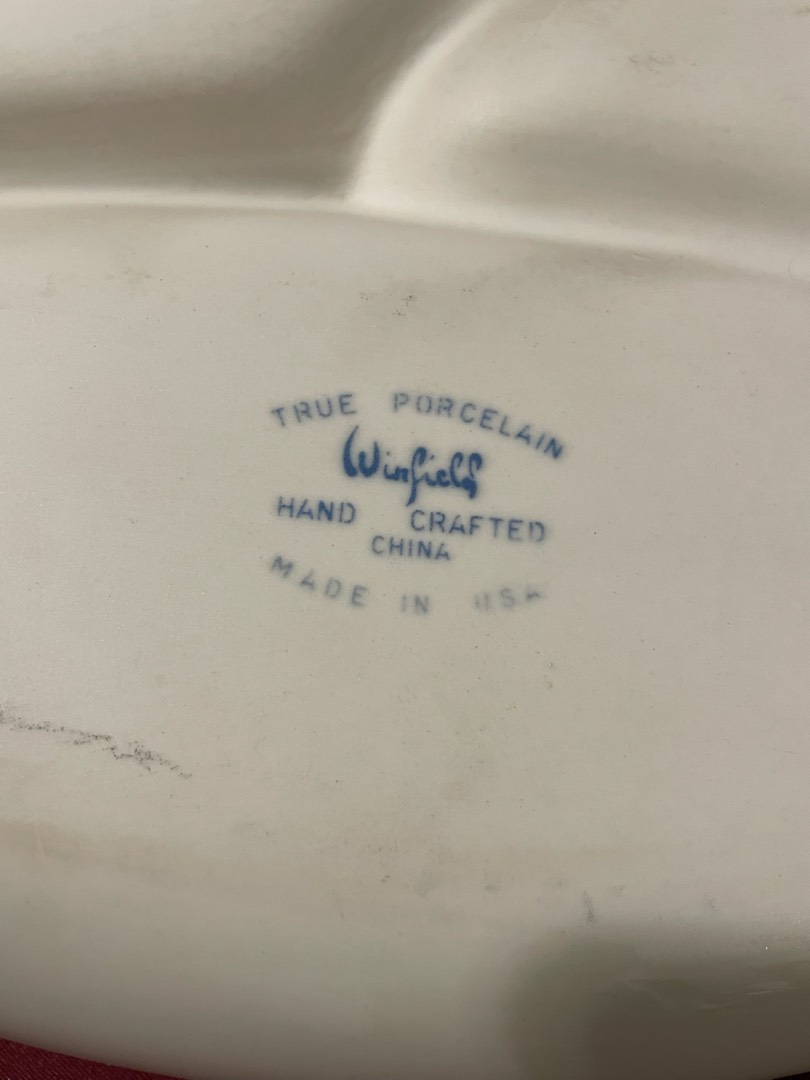 TRUE PORCELAIN
Winfield
HAND CRAFTED
CHINA
MADE IN USA